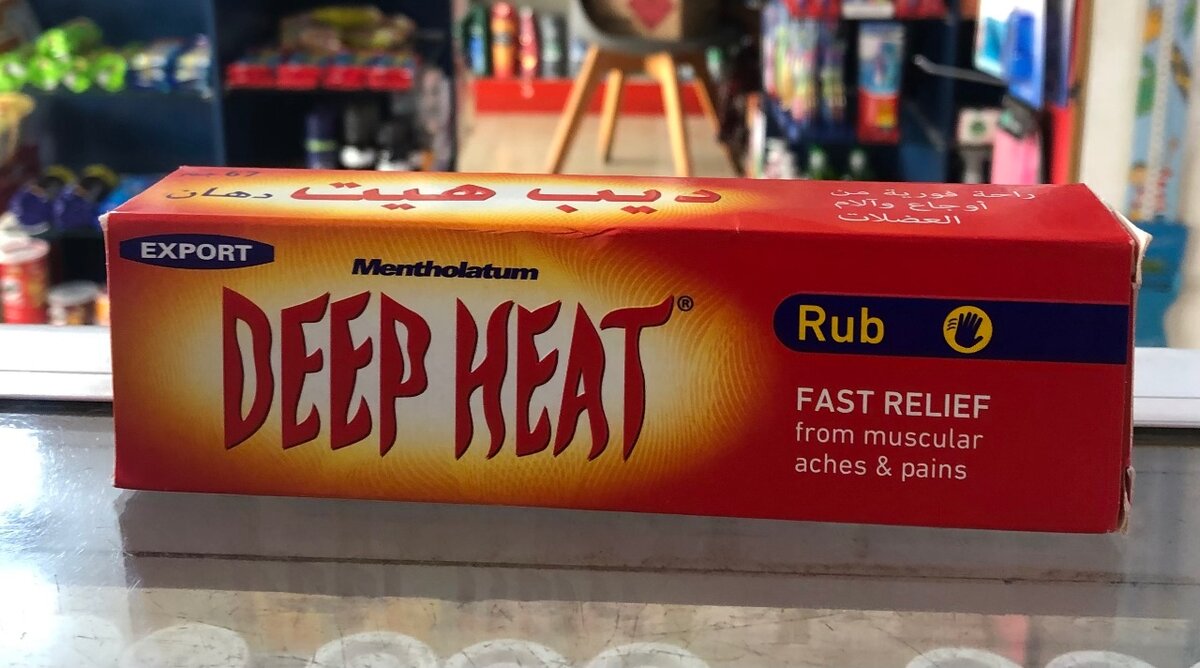 ديب هيت دهان
راحة فورية من
أوجاع وآلام
العضلات
EXPORT
Mentholatum
DEEP HEAT®
Rub
FAST RELIEF
from muscular
aches & pains